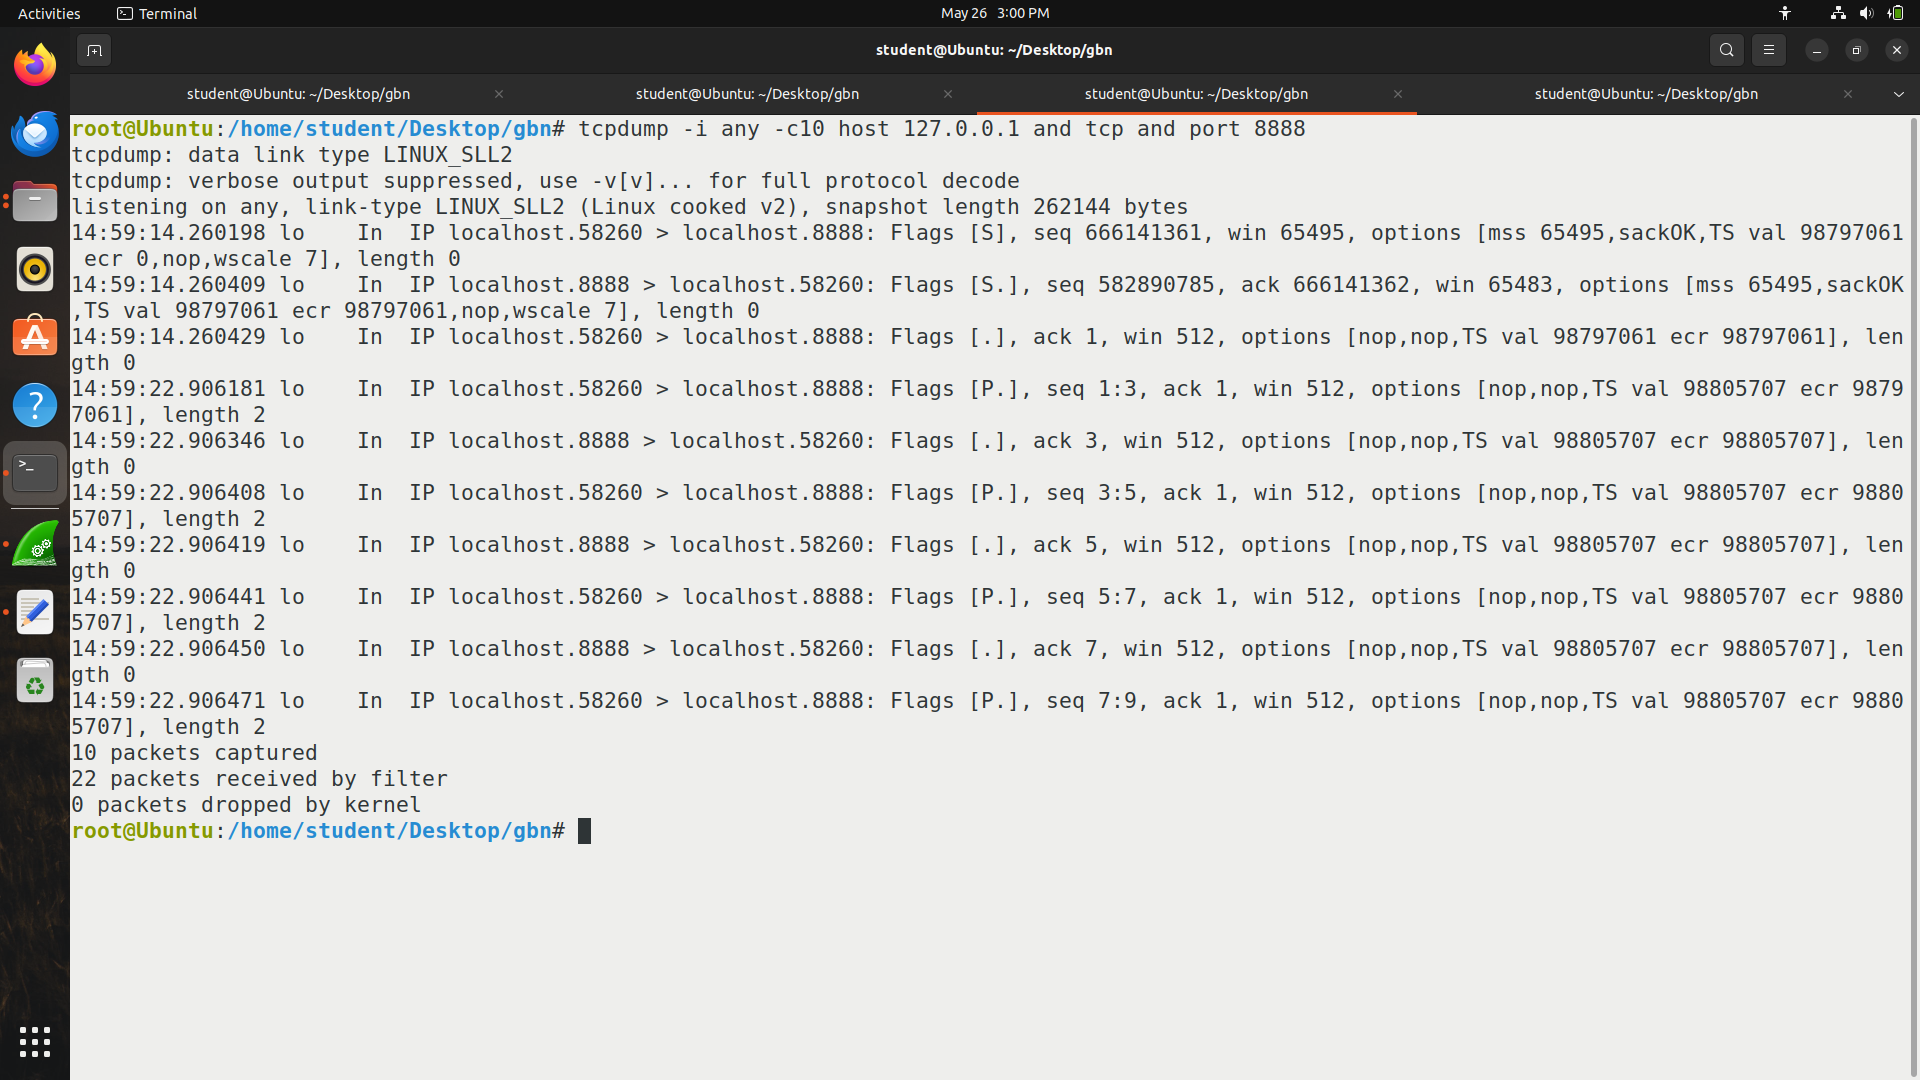 Activities
Terminal
May 26 3:00 PM
student@Ubuntu: ~/Desktop/gbn
student@Ubuntu: ~/Desktop/gbn
student@Ubuntu: ~/Desktop/gbn
student@Ubuntu: ~/Desktop/gbn
student@Ubuntu: ~/Desktop/gbn
root@Ubuntu:/home/student/Desktop/gbn# tcpdump -i any -c10 host 127.0.0.1 and tcp and port 8888
tcpdump: data link type LINUX_SLL2
tcpdump: verbose output suppressed, use -v[v]... for full protocol decode
listening on any, link-type LINUX_SLL2 (Linux cooked v2), snapshot length 262144 bytes
14:59:14.260198 lo    In  IP localhost.58260 > localhost.8888: Flags [S], seq 666141361, win 65495, options [mss 65495,sackOK,TS val 98797061
 ecr 0,nop,wscale 7], length 0
14:59:14.260409 lo    In  IP localhost.8888 > localhost.58260: Flags [S.], seq 582890785, ack 666141362, win 65483, options [mss 65495,sackOK
,TS val 98797061 ecr 98797061,nop,wscale 7], length 0
14:59:14.260429 lo    In  IP localhost.58260 > localhost.8888: Flags [.], ack 1, win 512, options [nop,nop,TS val 98797061 ecr 98797061], len
gth 0
14:59:22.906181 lo    In  IP localhost.58260 > localhost.8888: Flags [P.], seq 1:3, ack 1, win 512, options [nop,nop,TS val 98805707 ecr 9879
7061], length 2
14:59:22.906346 lo    In  IP localhost.8888 > localhost.58260: Flags [.], ack 3, win 512, options [nop,nop,TS val 98805707 ecr 98805707], len
gth 0
14:59:22.906408 lo    In  IP localhost.58260 > localhost.8888: Flags [P.], seq 3:5, ack 1, win 512, options [nop,nop,TS val 98805707 ecr 9880
5707], length 2
14:59:22.906419 lo    In  IP localhost.8888 > localhost.58260: Flags [.], ack 5, win 512, options [nop,nop,TS val 98805707 ecr 98805707], len
gth 0
14:59:22.906441 lo    In  IP localhost.58260 > localhost.8888: Flags [P.], seq 5:7, ack 1, win 512, options [nop,nop,TS val 98805707 ecr 9880
5707], length 2
14:59:22.906450 lo    In  IP localhost.8888 > localhost.58260: Flags [.], ack 7, win 512, options [nop,nop,TS val 98805707 ecr 98805707], len
gth 0
14:59:22.906471 lo    In  IP localhost.58260 > localhost.8888: Flags [P.], seq 7:9, ack 1, win 512, options [nop,nop,TS val 98805707 ecr 9880
5707], length 2
10 packets captured
22 packets received by filter
0 packets dropped by kernel
root@Ubuntu:/home/student/Desktop/gbn#